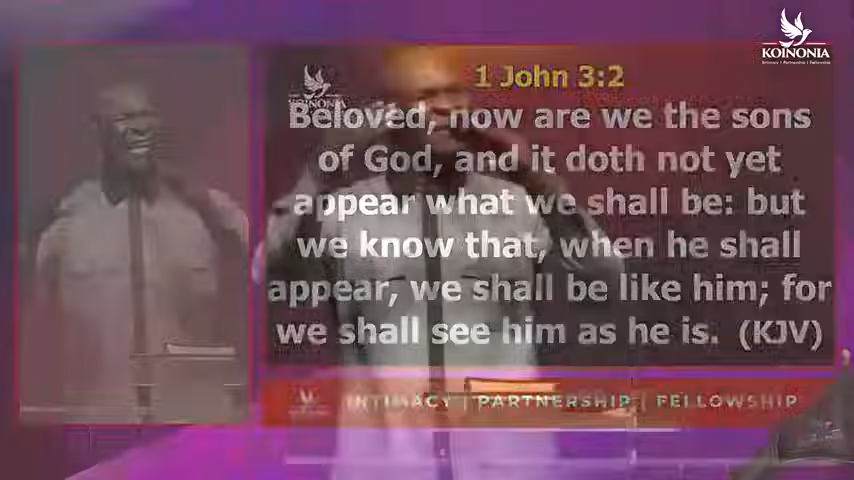 KOINONIA
Intimacy | Partnership | Fellowship
KOINONIA
1 John 3:2
Beloved, now are we the sons
of God, and it doth not yet
appear what we shall be: but
we know that, when he shall
appear, we shall be like him; for
we shall see him as he is. (KJV)
INTIMACY | PARTNERSHIP | FELLOWSHIP